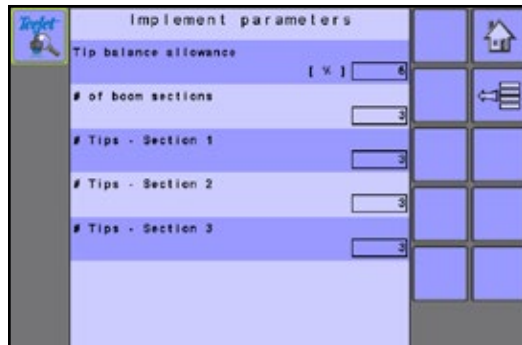 TeeJet
Implement parameters
Tip balance allowance
[ % ] 6
# of boom sections
3
# Tips - Section 1
3
# Tips - Section 2
3
# Tips - Section 3
3